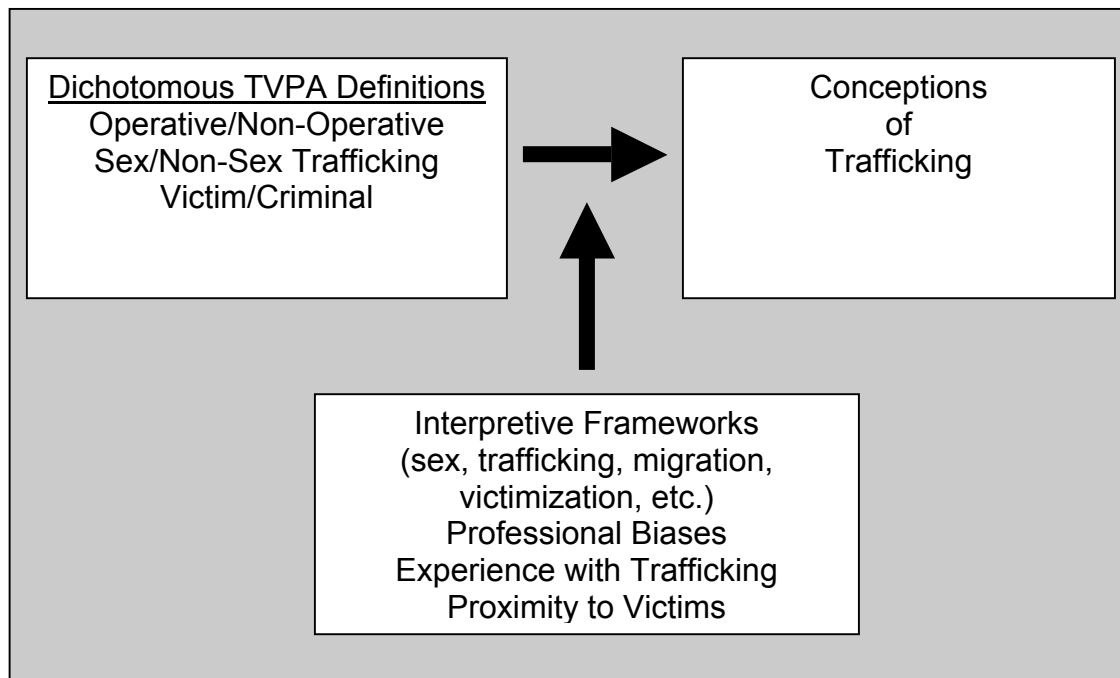 Dichotomous TVPA Definitions
Operative/Non-Operative
Sex/Non-Sex Trafficking
Victim/Criminal
Conceptions
of
Trafficking
Interpretive Frameworks
(sex, trafficking, migration,
victimization, etc.)
Professional Biases
Experience with Trafficking
Proximity to Victims